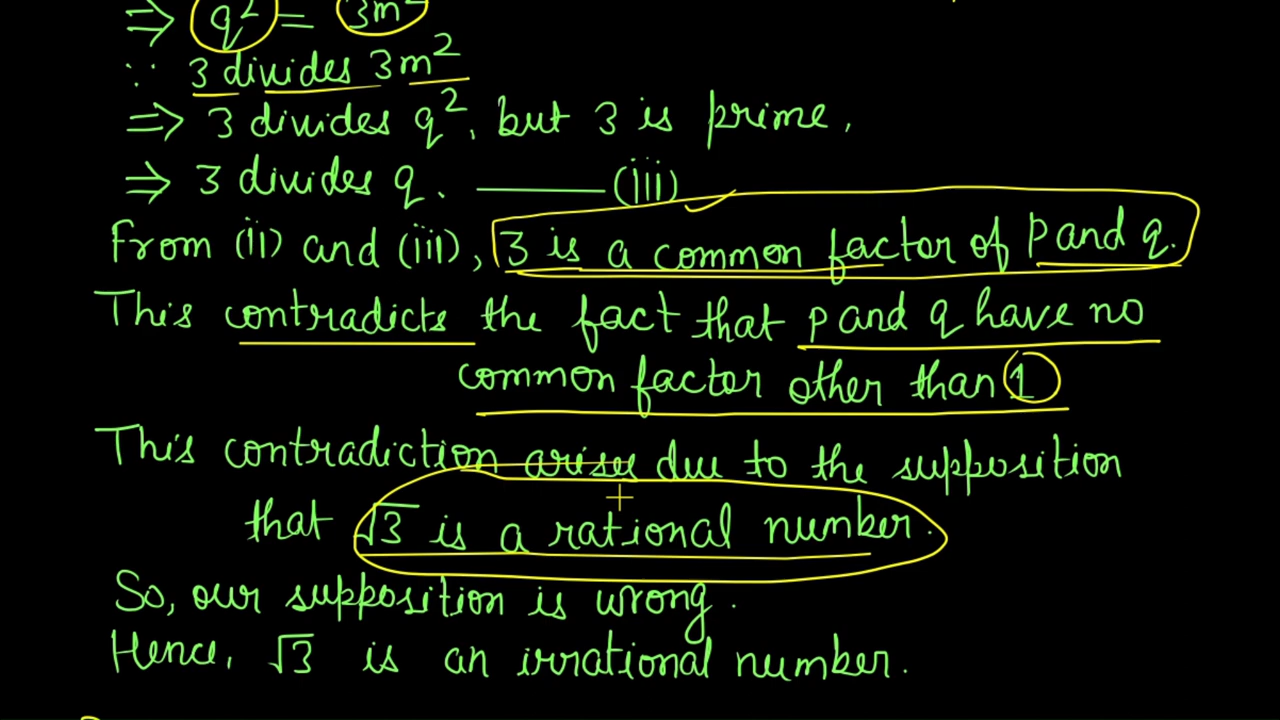 ⇒ q² = 3m²
∵ 3 divides 3m²
⇒ 3 divides q², but 3 is prime,
⇒ 3 divides q. ——— (iii)
From (ii) and (iii), 3 is a common factor of p and q.
This contradicts the fact that p and q have no
common factor other than 1
This contradiction arises due to the supposition
that √3 is a rational number.
So, our supposition is wrong.
Hence, √3 is an irrational number.